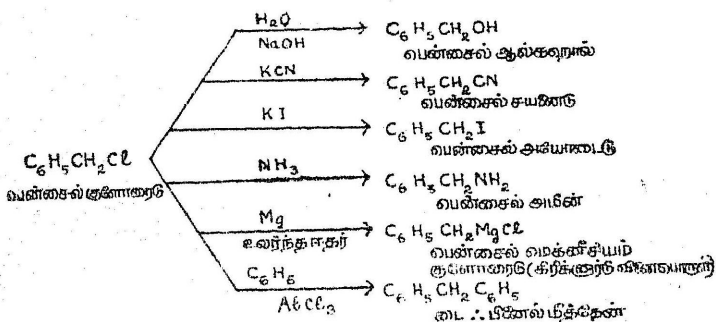 H₂O
NaOH
C₆H₅CH₂OH
பென்சைல் ஆல்கஹால்
KCN
C₆H₅CH₂CN
பென்சைல் சயனைடு
KI
C₆H₅CH₂I
பென்சைல் அயோடைடு
C₆H₅CH₂Cl
பென்சைல் குளோரைடு
NH₃
C₆H₅CH₂NH₂
பென்சைல் அமீன்
Mg
உலர்ந்த ஈதர்
C₆H₅CH₂MgCl
பென்சைல் மெக்னீசியம்
குளோரைடு (கிரிக்னார்டு வினைபொருள்)
C₆H₆
AlCl₃
C₆H₅CH₂C₆H₅
டைஃபினைல் மீத்தேன்